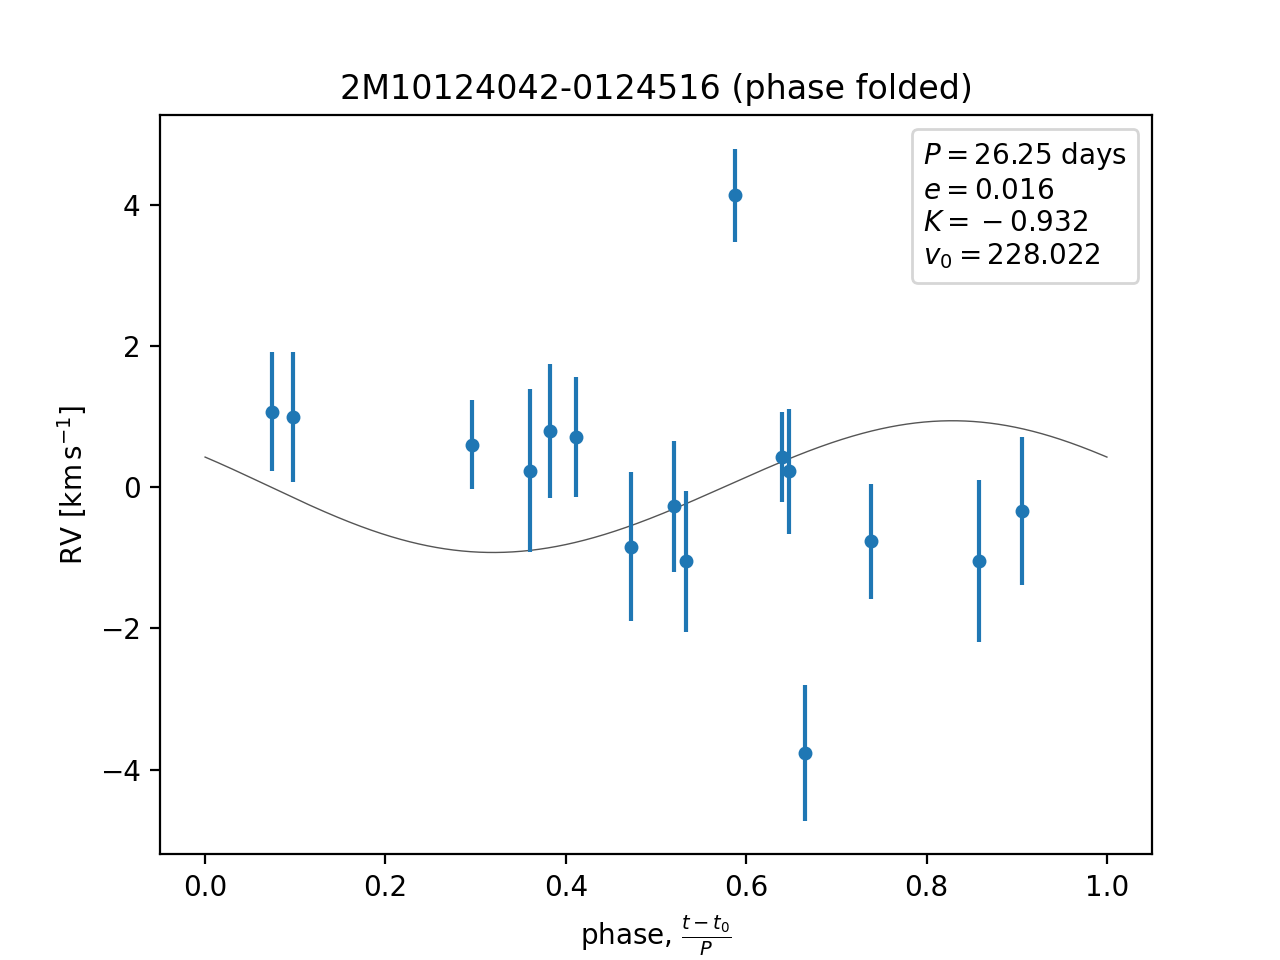 2M10124042-0124516 (phase folded)
P = 26.25 days
e = 0.016
K = −0.932
v₀ = 228.022
RV [km s⁻¹]
4
2
0
−2
−4
0.0 0.2 0.4 0.6 0.8 1.0
phase, (t − t₀)/P